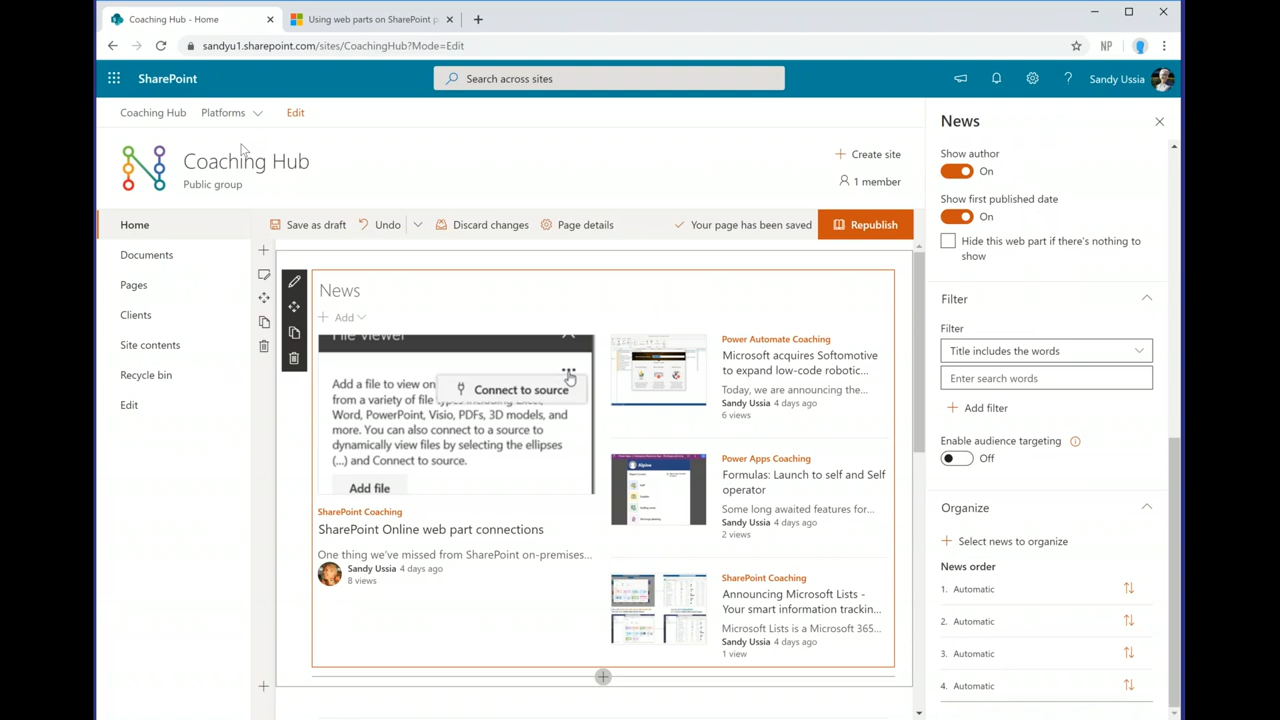 Coaching Hub - Home
Using web parts on SharePoint p
sandyu1.sharepoint.com/sites/CoachingHub?Mode=Edit
NP
SharePoint
Search across sites
Sandy Ussia
Coaching Hub
Platforms
Edit
Coaching Hub
Public group
Create site
1 member
Home
Documents
Pages
Clients
Site contents
Recycle bin
Edit
Save as draft
Undo
Discard changes
Page details
Your page has been saved
Republish
News
Add
File viewer
Add a file to view on
from a variety of file types including Excel,
Word, PowerPoint, Visio, PDFs, 3D models, and
more. You can also connect to a source to
dynamically view files by selecting the ellipses
(...) and Connect to source.
Connect to source
Add file
SharePoint Coaching
SharePoint Online web part connections
One thing we've missed from SharePoint on-premises...
Sandy Ussia 4 days ago
8 views
Power Automate Coaching
Microsoft acquires Softomotive
to expand low-code robotic...
Today, we are announcing the...
Sandy Ussia 4 days ago
6 views
Power Apps Coaching
Formulas: Launch to self and Self
operator
Some long awaited features for...
Sandy Ussia 4 days ago
2 views
SharePoint Coaching
Announcing Microsoft Lists -
Your smart information trackin...
Microsoft Lists is a Microsoft 365...
Sandy Ussia 4 days ago
1 view
News
Show author
On
Show first published date
On
Hide this web part if there's nothing to
show
Filter
Filter
Title includes the words
Enter search words
Add filter
Enable audience targeting
Off
Organize
Select news to organize
News order
1. Automatic
2. Automatic
3. Automatic
4. Automatic